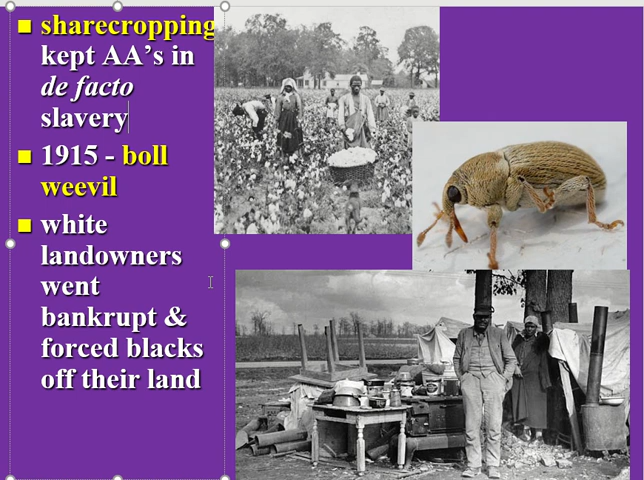 sharecropping
kept AA’s in
de facto
slavery
1915 - boll
weevil
white
landowners
went
bankrupt &
forced blacks
off their land